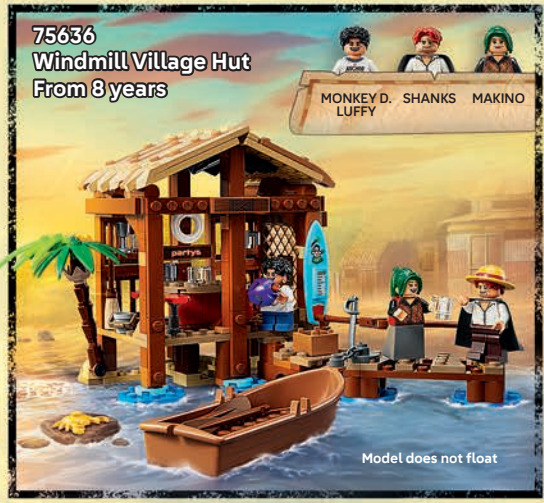 75636
Windmill Village Hut
From 8 years
MONKEY D. LUFFY
SHANKS
MAKINO
partys
Model does not float